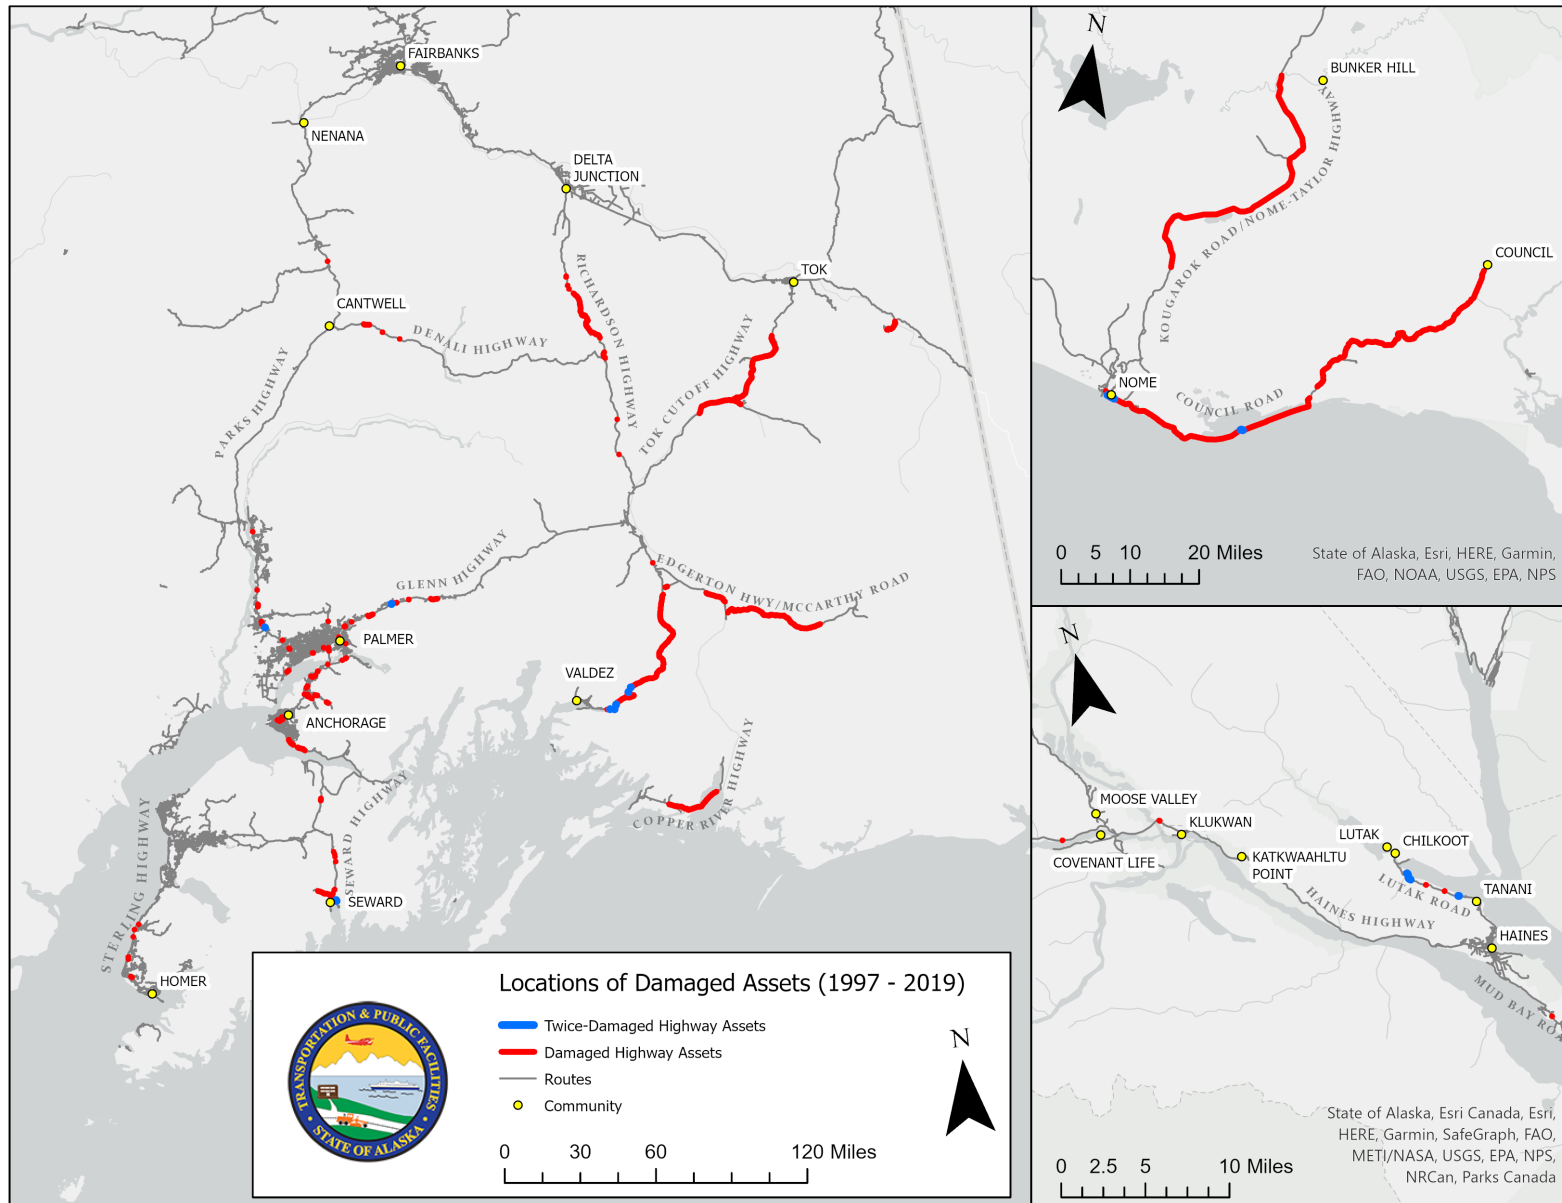 FAIRBANKS
NENANA
DELTA
JUNCTION
TOK
CANTWELL
DENALI HIGHWAY
RICHARDSON HIGHWAY
TOK CUTOFF HIGHWAY
PARKS HIGHWAY
GLENN HIGHWAY
EDGERTON HWY/MCCARTHY ROAD
PALMER
VALDEZ
ANCHORAGE
COPPER RIVER HIGHWAY
SEWARD HIGHWAY
STERLING HIGHWAY
SEWARD
HOMER
Locations of Damaged Assets (1997 - 2019)
Twice-Damaged Highway Assets
Damaged Highway Assets
Routes
Community
N
0 30 60 120 Miles
TRANSPORTATION & PUBLIC FACILITIES
STATE OF ALASKA
N
BUNKER HILL
KOUGAROK ROAD/NOME-TAYLOR HIGHWAY
COUNCIL
NOME
COUNCIL ROAD
0 5 10 20 Miles
State of Alaska, Esri, HERE, Garmin,
FAO, NOAA, USGS, EPA, NPS
N
MOOSE VALLEY
KLUKWAN
COVENANT LIFE
KATKWAAHLTU
POINT
LUTAK
CHILKOOT
LUTAK ROAD
TANANI
HAINES HIGHWAY
HAINES
MUD BAY ROA
State of Alaska, Esri Canada, Esri,
HERE, Garmin, SafeGraph, FAO,
METI/NASA, USGS, EPA, NPS,
NRCan, Parks Canada
0 2.5 5 10 Miles